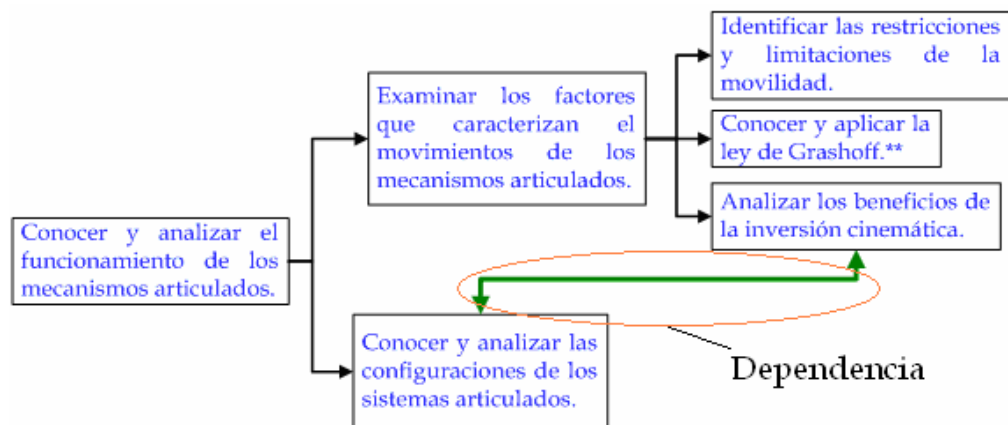 Identificar las restricciones
y limitaciones de la
movilidad.
Examinar los factores
que caracterizan el
movimientos de los
mecanismos articulados.
Conocer y aplicar la
ley de Grashoff.**
Analizar los beneficios de
la inversión cinemática.
Conocer y analizar el
funcionamiento de los
mecanismos articulados.
Conocer y analizar las
configuraciones de los
sistemas articulados.
Dependencia